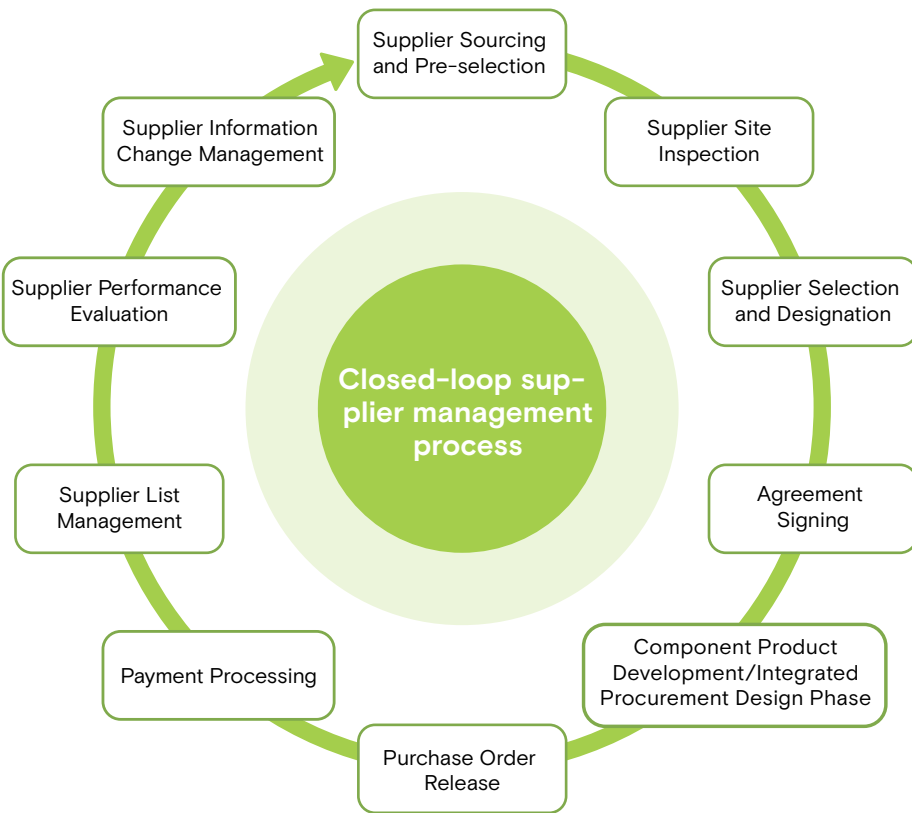 Supplier Sourcing
and Pre-selection
Supplier Site
Inspection
Supplier Selection
and Designation
Agreement
Signing
Component Product
Development/Integrated
Procurement Design Phase
Purchase Order
Release
Payment Processing
Supplier List
Management
Supplier Performance
Evaluation
Supplier Information
Change Management
Closed-loop sup-
plier management
process